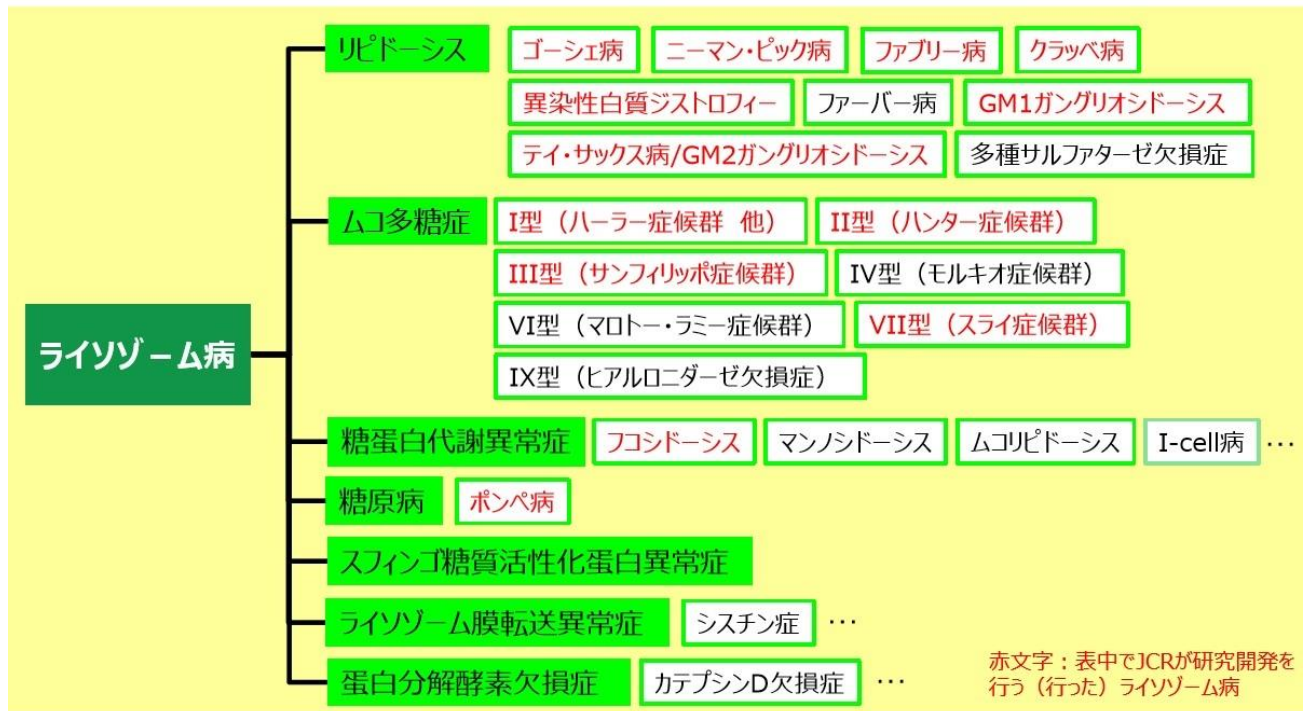 リピドーシス ゴーシェ病 ニーマン・ピック病 ファブリー病 クラッベ病
異染性白質ジストロフィー ファーバー病 GM1ガングリオシドーシス
テイ・サックス病/GM2ガングリオシドーシス 多種サルファターゼ欠損症
ムコ多糖症 I型（ハーラー症候群 他） II型（ハンター症候群）
III型（サンフィリッポ症候群） IV型（モルキオ症候群）
VI型（マロトー・ラミー症候群） VII型（スライ症候群）
ライソゾーム病
IX型（ヒアルロニダーゼ欠損症）
糖蛋白代謝異常症 フコシドーシス マンノシドーシス ムコリピドーシス I-cell病 …
糖原病 ポンペ病
スフィンゴ糖質活性化蛋白異常症
ライソゾーム膜転送異常症 シスチン症 …
蛋白分解酵素欠損症 カテプシンD欠損症 …
赤文字：表中でJCRが研究開発を
行う（行った）ライソゾーム病